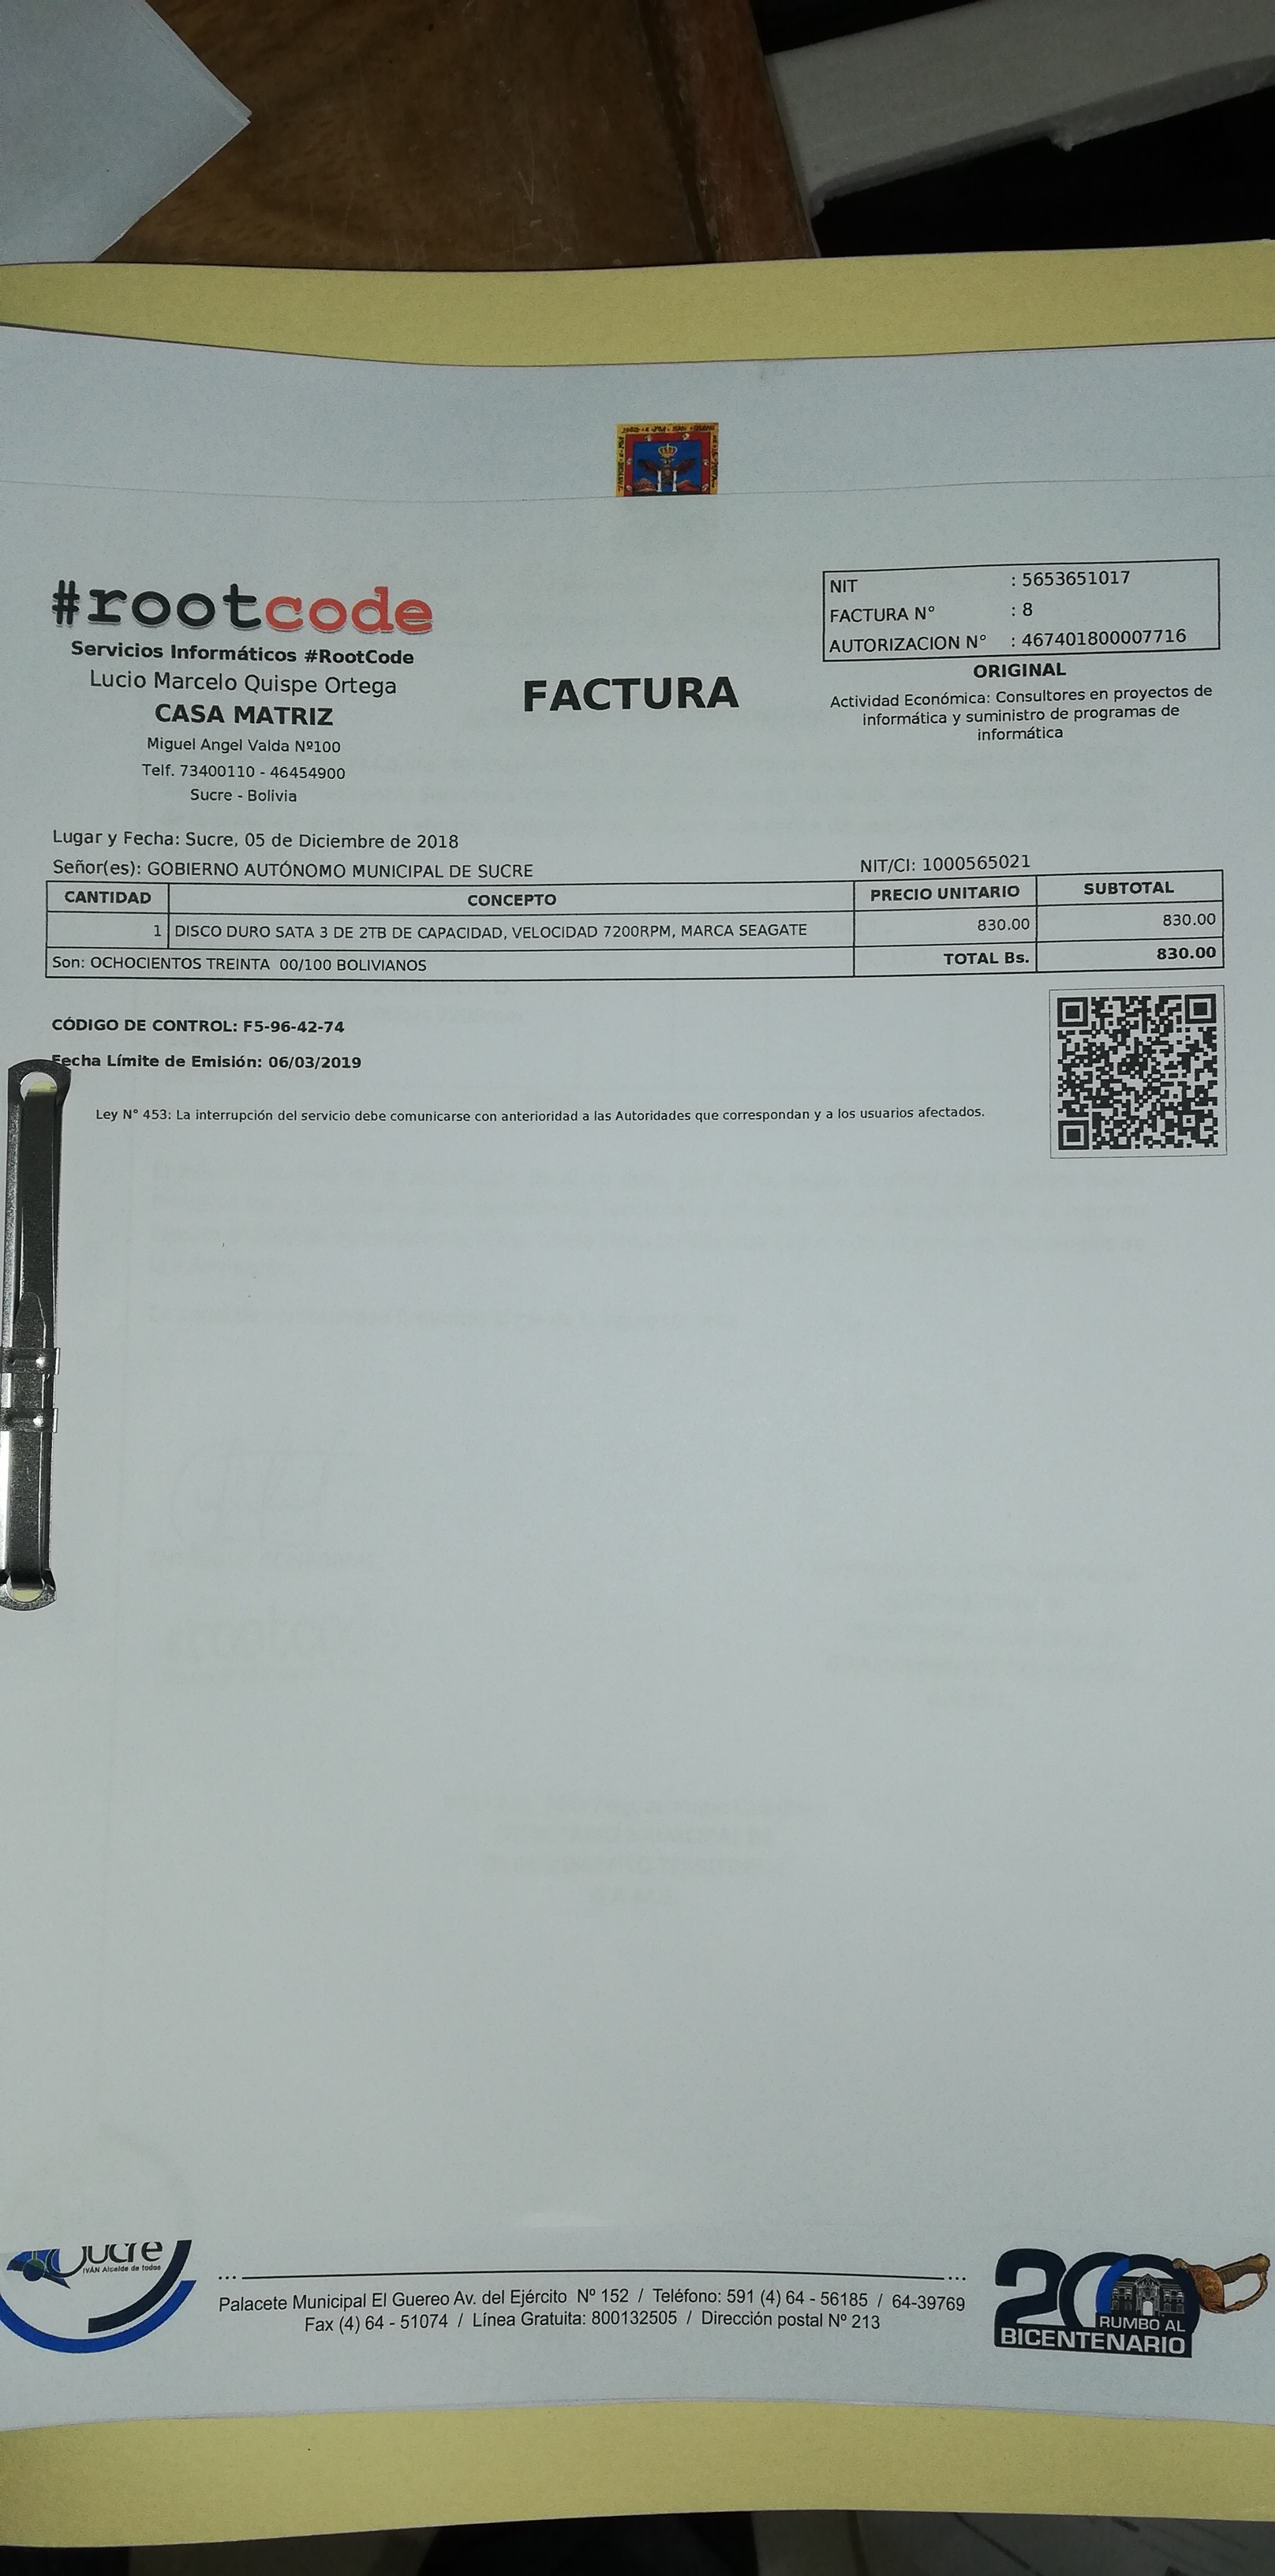 #rootcode
Servicios Informáticos #RootCode
Lucio Marcelo Quispe Ortega
CASA MATRIZ
Miguel Angel Valda Nº100
Telf. 73400110 - 46454900
Sucre - Bolivia
FACTURA
NIT : 5653651017
FACTURA N° : 8
AUTORIZACION N° : 467401800007716
ORIGINAL
Actividad Económica: Consultores en proyectos de
informática y suministro de programas de
informática
Lugar y Fecha: Sucre, 05 de Diciembre de 2018
Señor(es): GOBIERNO AUTÓNOMO MUNICIPAL DE SUCRE NIT/CI: 1000565021
CANTIDAD CONCEPTO PRECIO UNITARIO SUBTOTAL
1 DISCO DURO SATA 3 DE 2TB DE CAPACIDAD, VELOCIDAD 7200RPM, MARCA SEAGATE 830.00 830.00
Son: OCHOCIENTOS TREINTA 00/100 BOLIVIANOS TOTAL Bs. 830.00
CÓDIGO DE CONTROL: F5-96-42-74
Fecha Límite de Emisión: 06/03/2019
Ley N° 453: La interrupción del servicio debe comunicarse con anterioridad a las Autoridades que correspondan y a los usuarios afectados.
Sucre
IVÁN Alcalde de todos
Palacete Municipal El Guereo Av. del Ejército Nº 152 / Teléfono: 591 (4) 64 - 56185 / 64-39769
Fax (4) 64 - 51074 / Línea Gratuita: 800132505 / Dirección postal Nº 213
200
RUMBO AL
BICENTENARIO